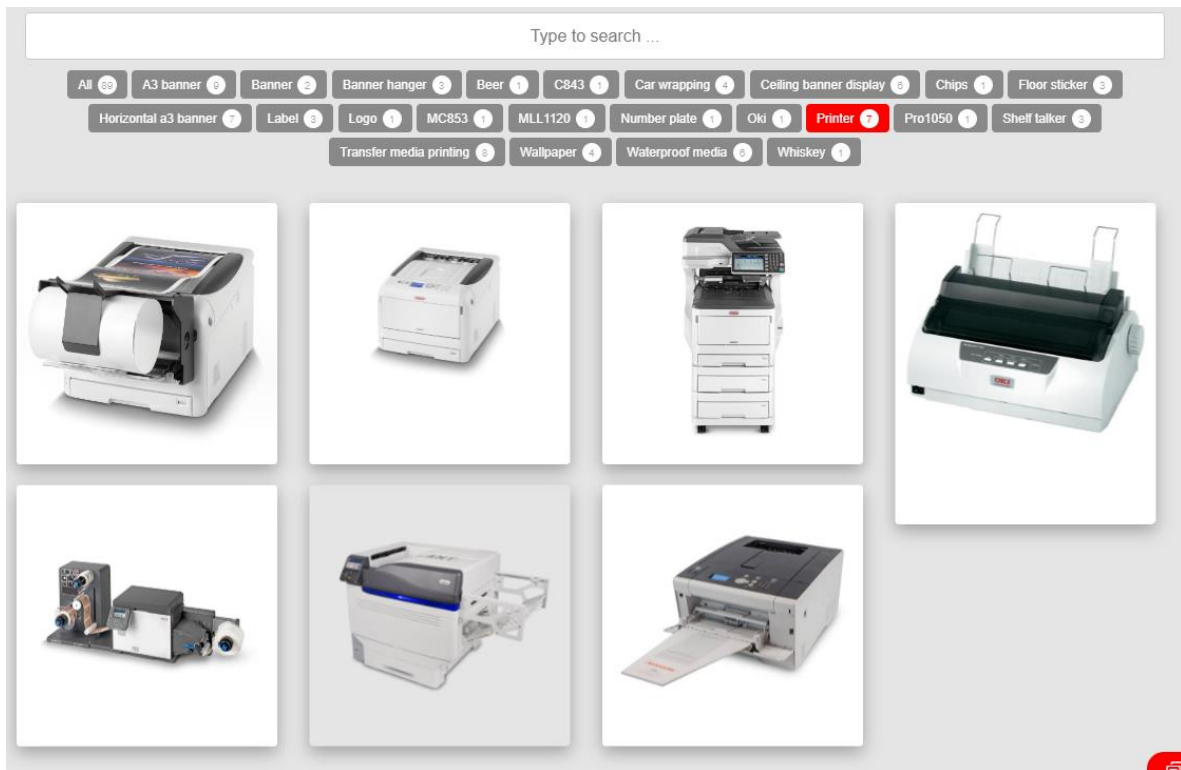 Type to search ...
All 89 A3 banner 9 Banner 2 Banner hanger 3 Beer 1 C843 1 Car wrapping 4 Ceiling banner display 6 Chips 1 Floor sticker 3
Horizontal a3 banner 7 Label 3 Logo 1 MC853 1 MLL1120 1 Number plate 1 Oki 1 Printer 7 Pro1050 1 Shelf talker 3
Transfer media printing 8 Wallpaper 4 Waterproof media 6 Whiskey 1
OKI